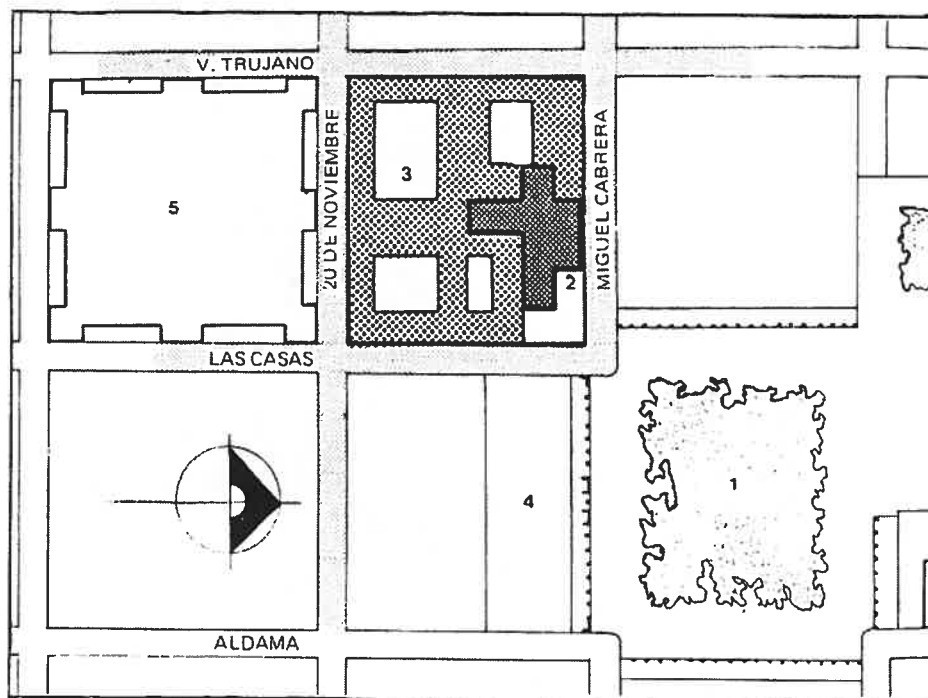 V. TRUJANO
20 DE NOVIEMBRE
MIGUEL CABRERA
3
5
2
LAS CASAS
4
1
ALDAMA